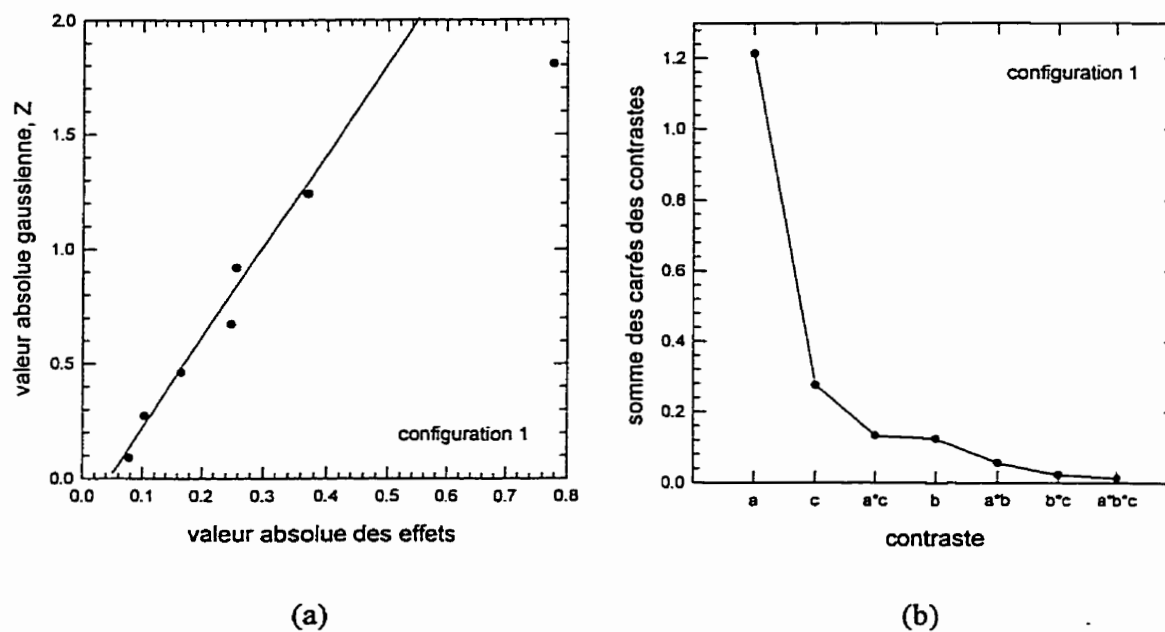 2.0
1.5
1.0
0.5
0.0
valeur absolue gaussienne, Z
configuration 1
0.0 0.1 0.2 0.3 0.4 0.5 0.6 0.7 0.8
valeur absolue des effets
(a)
1.2
1.0
0.8
0.6
0.4
0.2
0.0
somme des carrés des contrastes
configuration 1
a c a*c b a*b b*c a*b*c
contraste
(b)